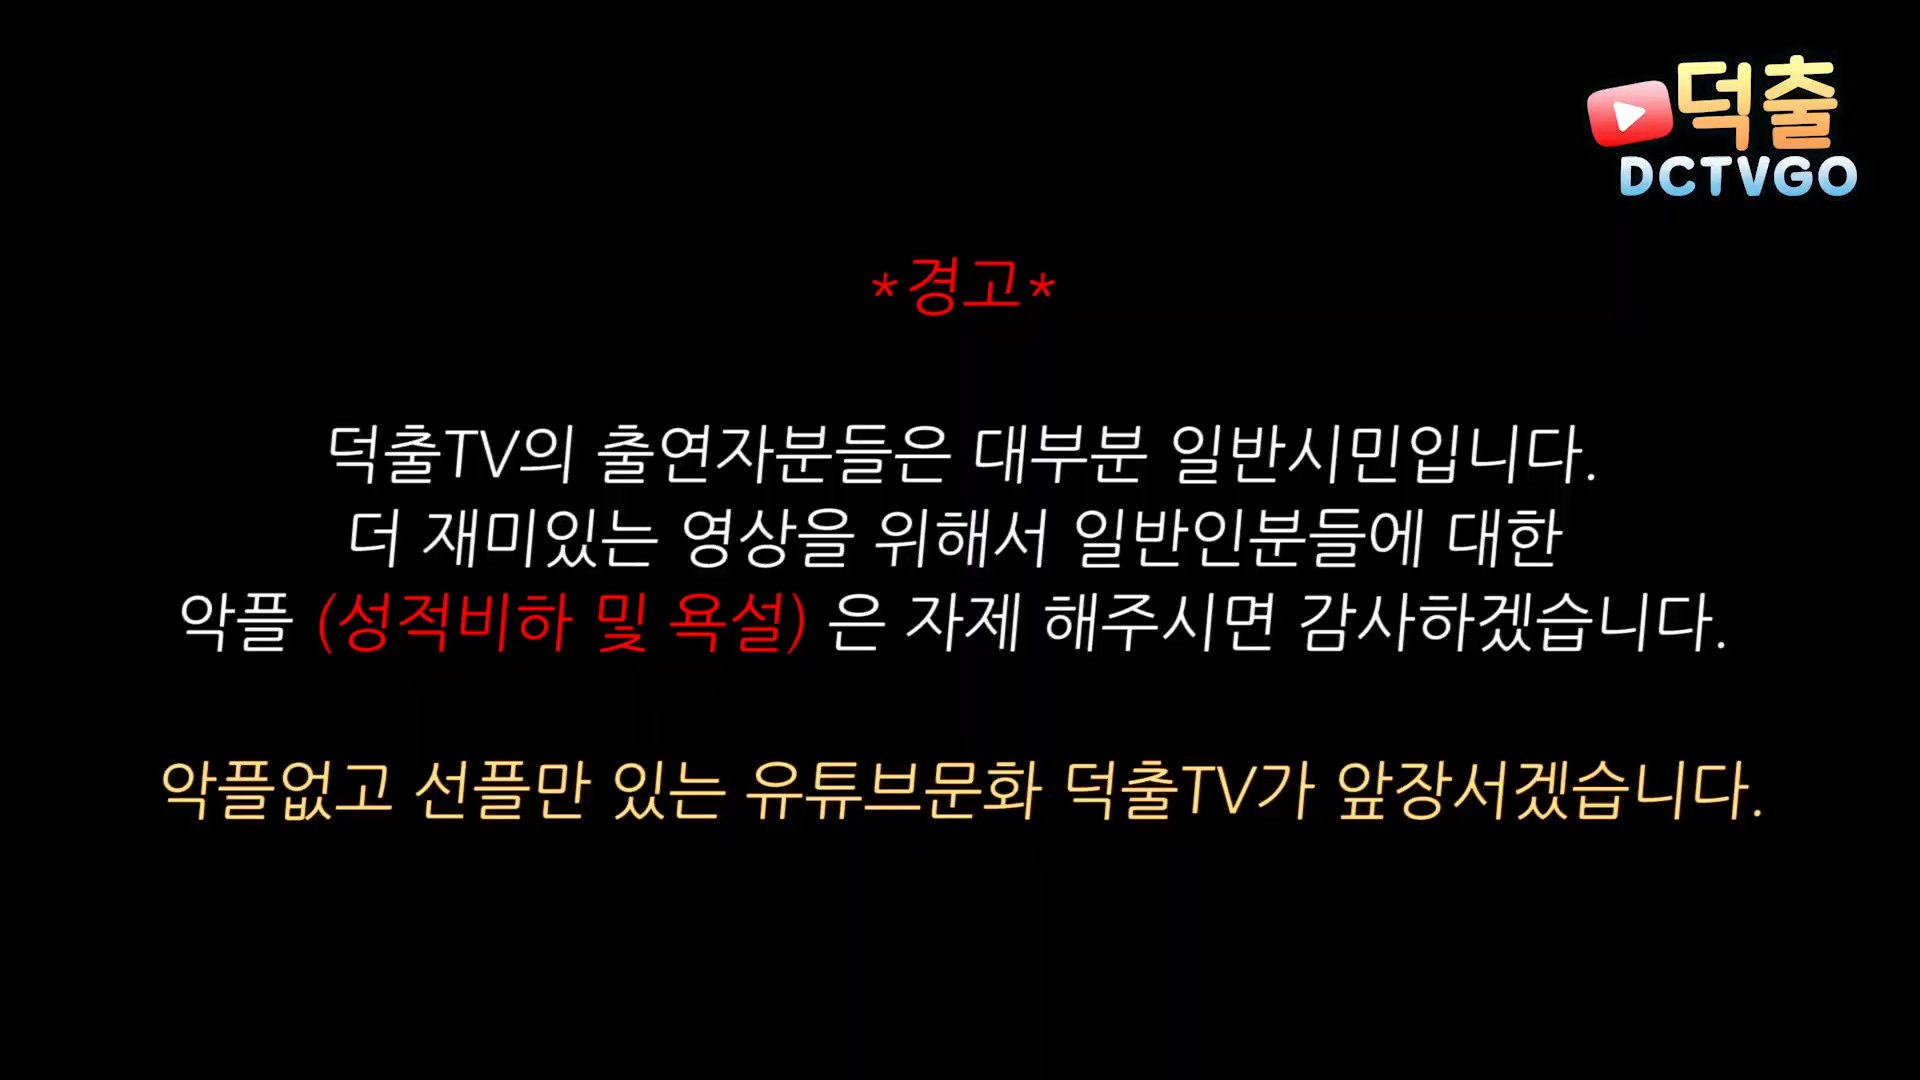 덕출
DCTVGO
*경고*
덕출TV의 출연자분들은 대부분 일반시민입니다.
더 재미있는 영상을 위해서 일반인분들에 대한
악플 (성적비하 및 욕설) 은 자제 해주시면 감사하겠습니다.
악플없고 선플만 있는 유튜브문화 덕출TV가 앞장서겠습니다.